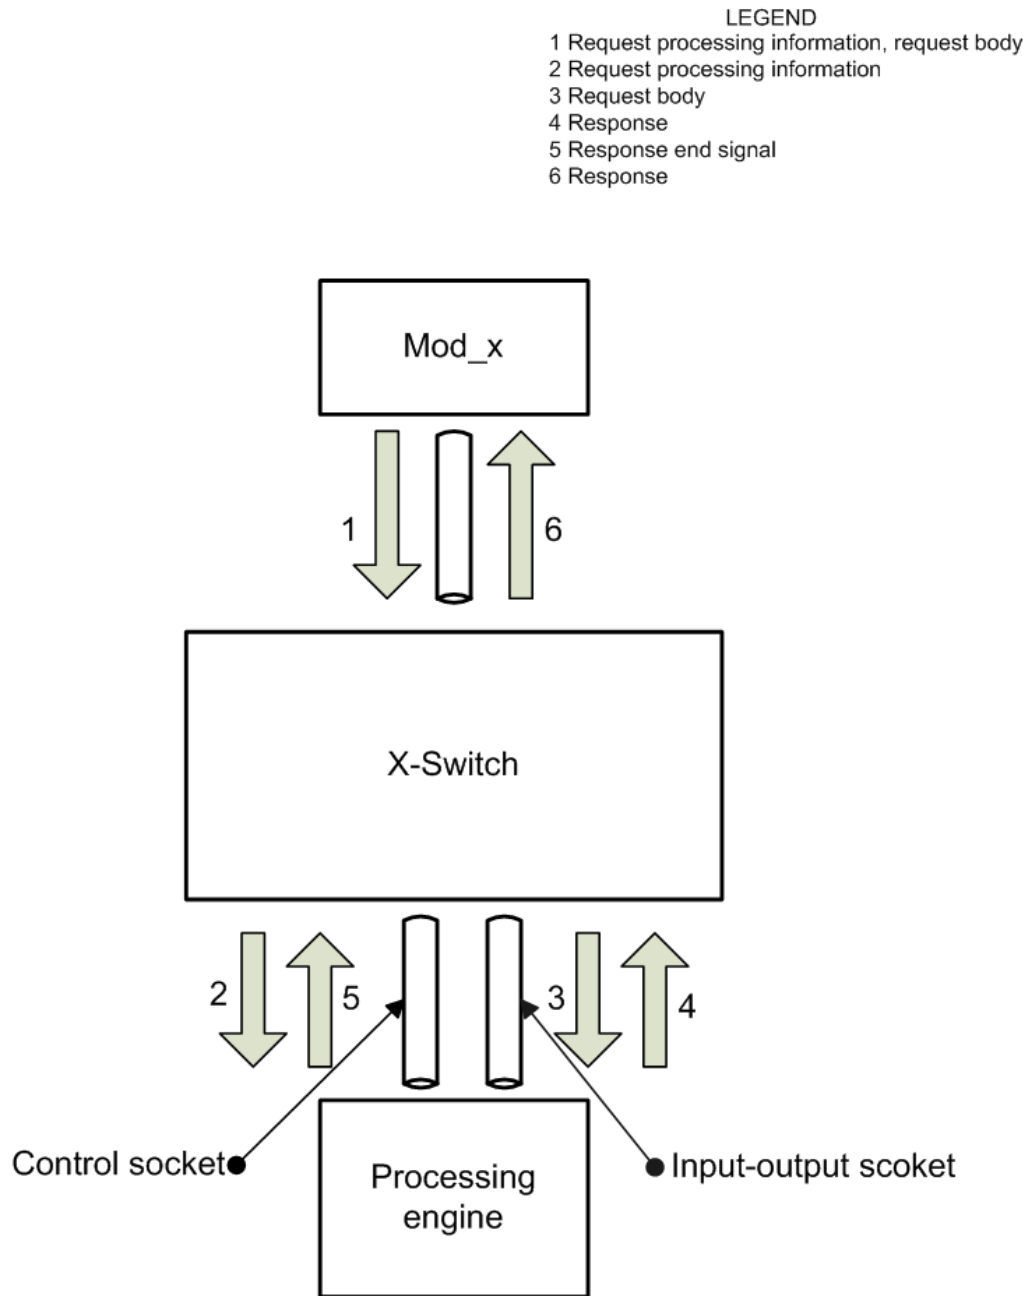 LEGEND
1 Request processing information, request body
2 Request processing information
3 Request body
4 Response
5 Response end signal
6 Response
Mod_x
1
6
X-Switch
2
5
3
4
Control socket
Input-output scoket
Processing
engine